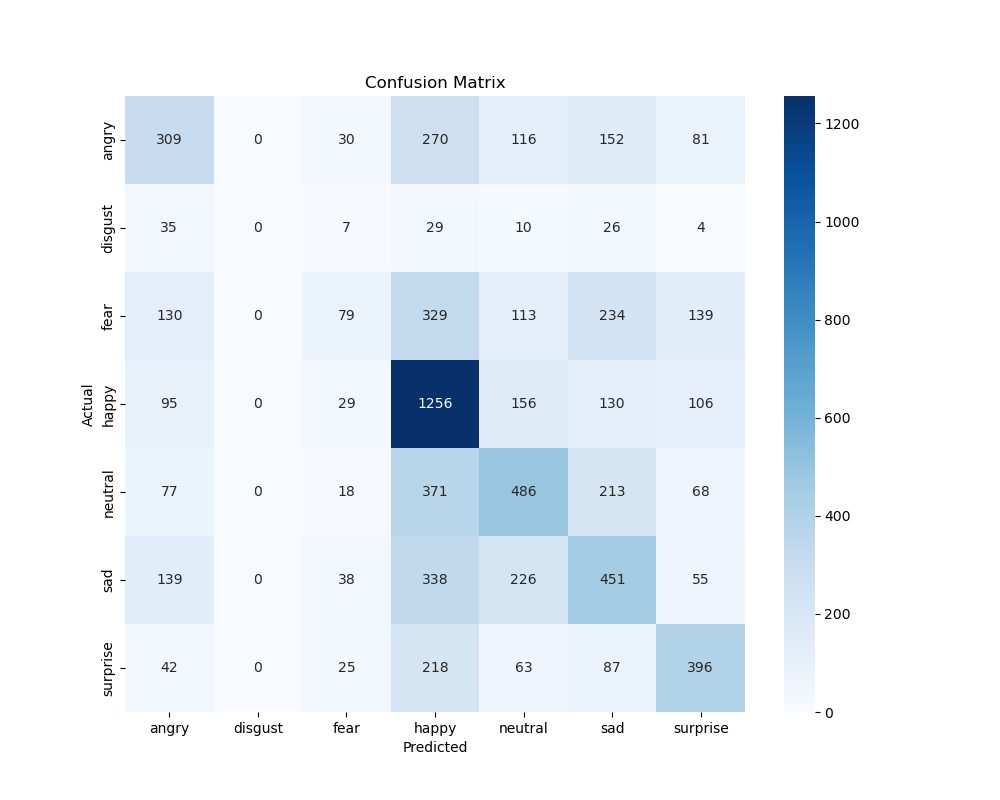 Confusion Matrix
Actual
angry 309 0 30 270 116 152 81
disgust 35 0 7 29 10 26 4
fear 130 0 79 329 113 234 139
happy 95 0 29 1256 156 130 106
neutral 77 0 18 371 486 213 68
sad 139 0 38 338 226 451 55
surprise 42 0 25 218 63 87 396
angry disgust fear happy neutral sad surprise
Predicted
1200
1000
800
600
400
200
0